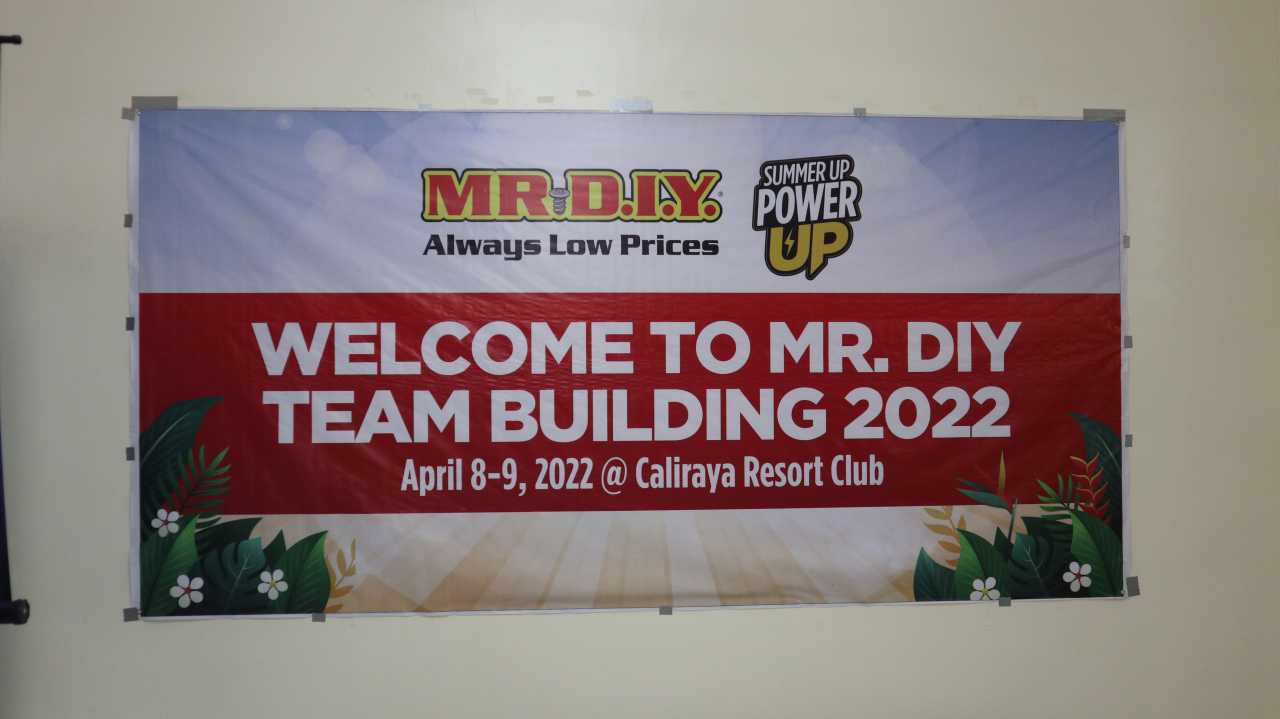 MR.D.I.Y.
Always Low Prices
SUMMER UP
POWER
UP
WELCOME TO MR. DIY
TEAM BUILDING 2022
April 8-9, 2022 @ Caliraya Resort Club